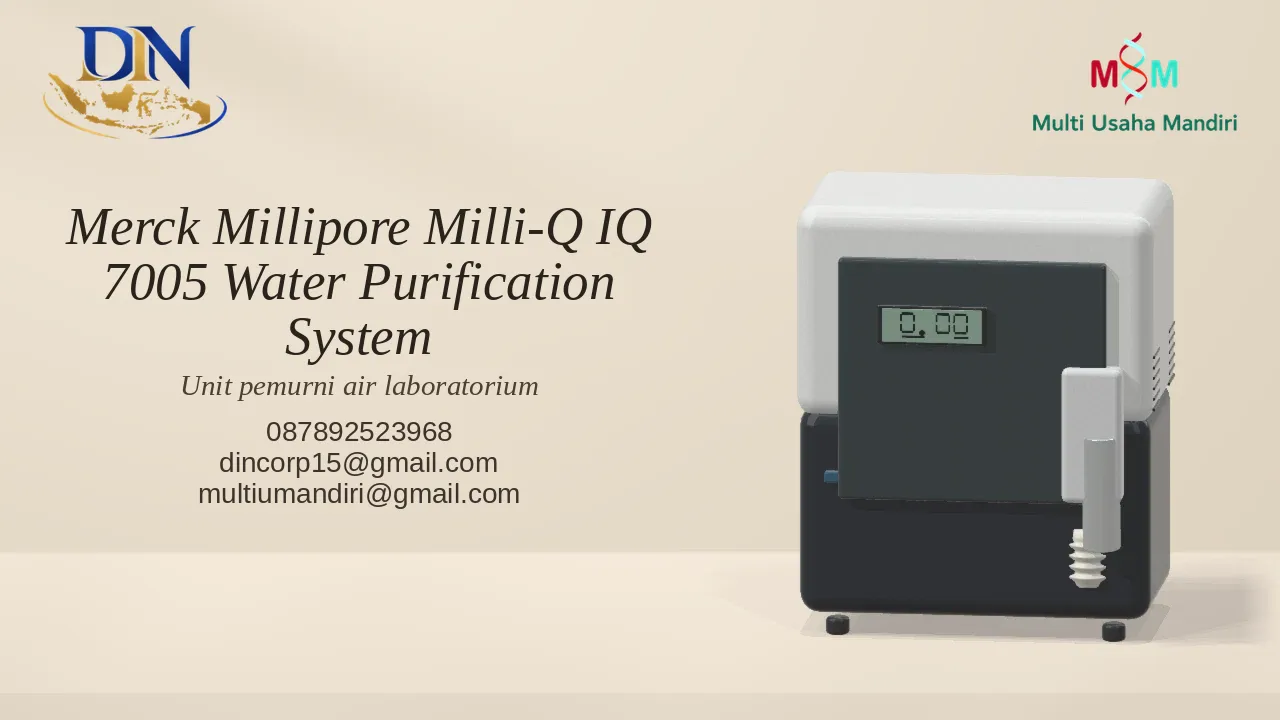 DIN
M M
Multi Usaha Mandiri
Merck Millipore Milli-Q IQ
7005 Water Purification
System
Unit pemurni air laboratorium
087892523968
dincorp15@gmail.com
multiumandiri@gmail.com
0.00